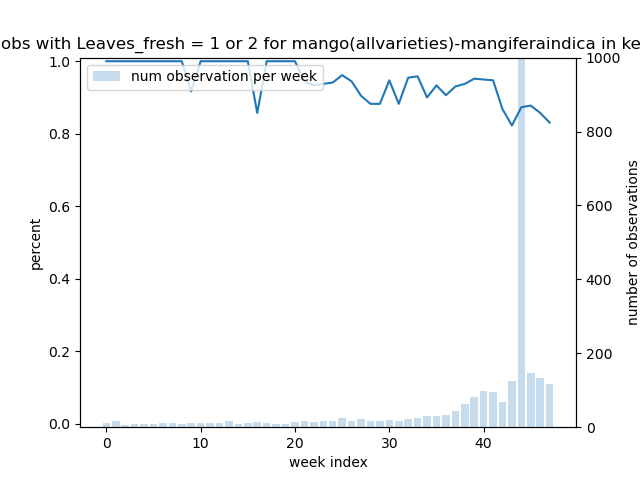 obs with Leaves_fresh = 1 or 2 for mango(allvarieties)-mangiferaindica in ke
num observation per week
1.0
0.8
0.6
0.4
0.2
0.0
percent
1000
800
600
400
200
0
number of observations
0 10 20 30 40
week index